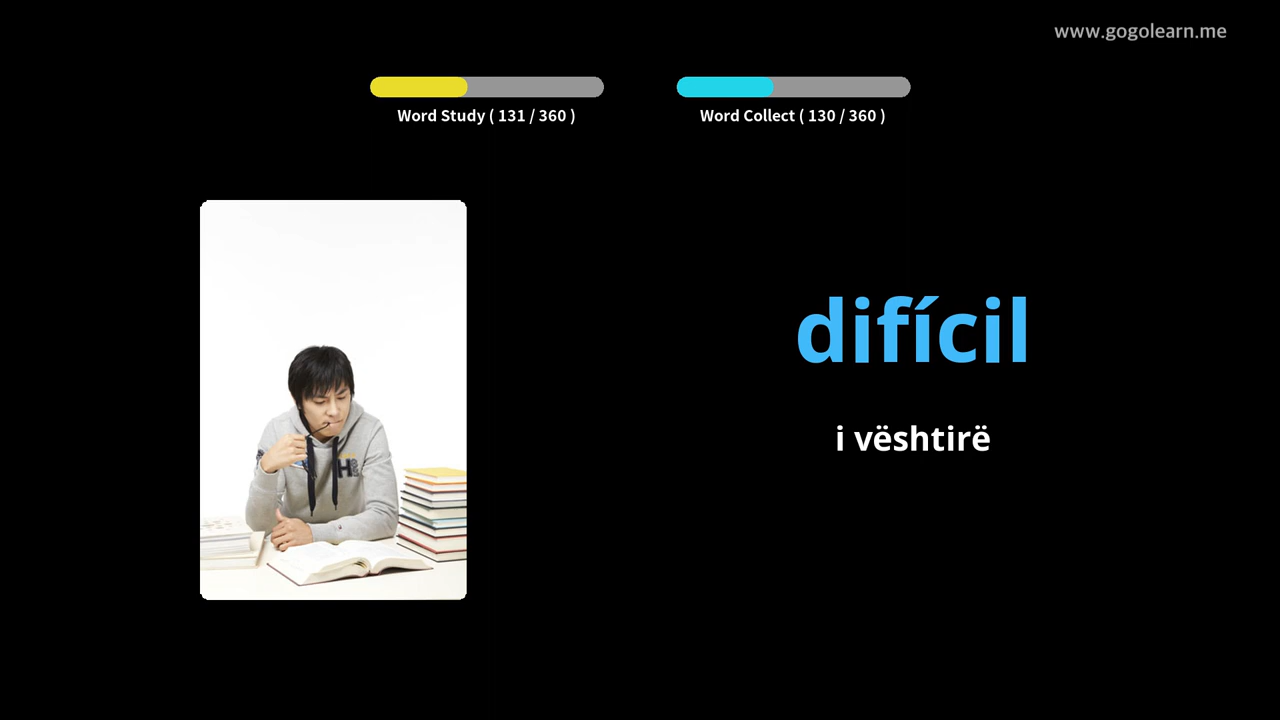 www.gogolearn.me
Word Study ( 131 / 360 )
Word Collect ( 130 / 360 )
difícil
i vështirë
H